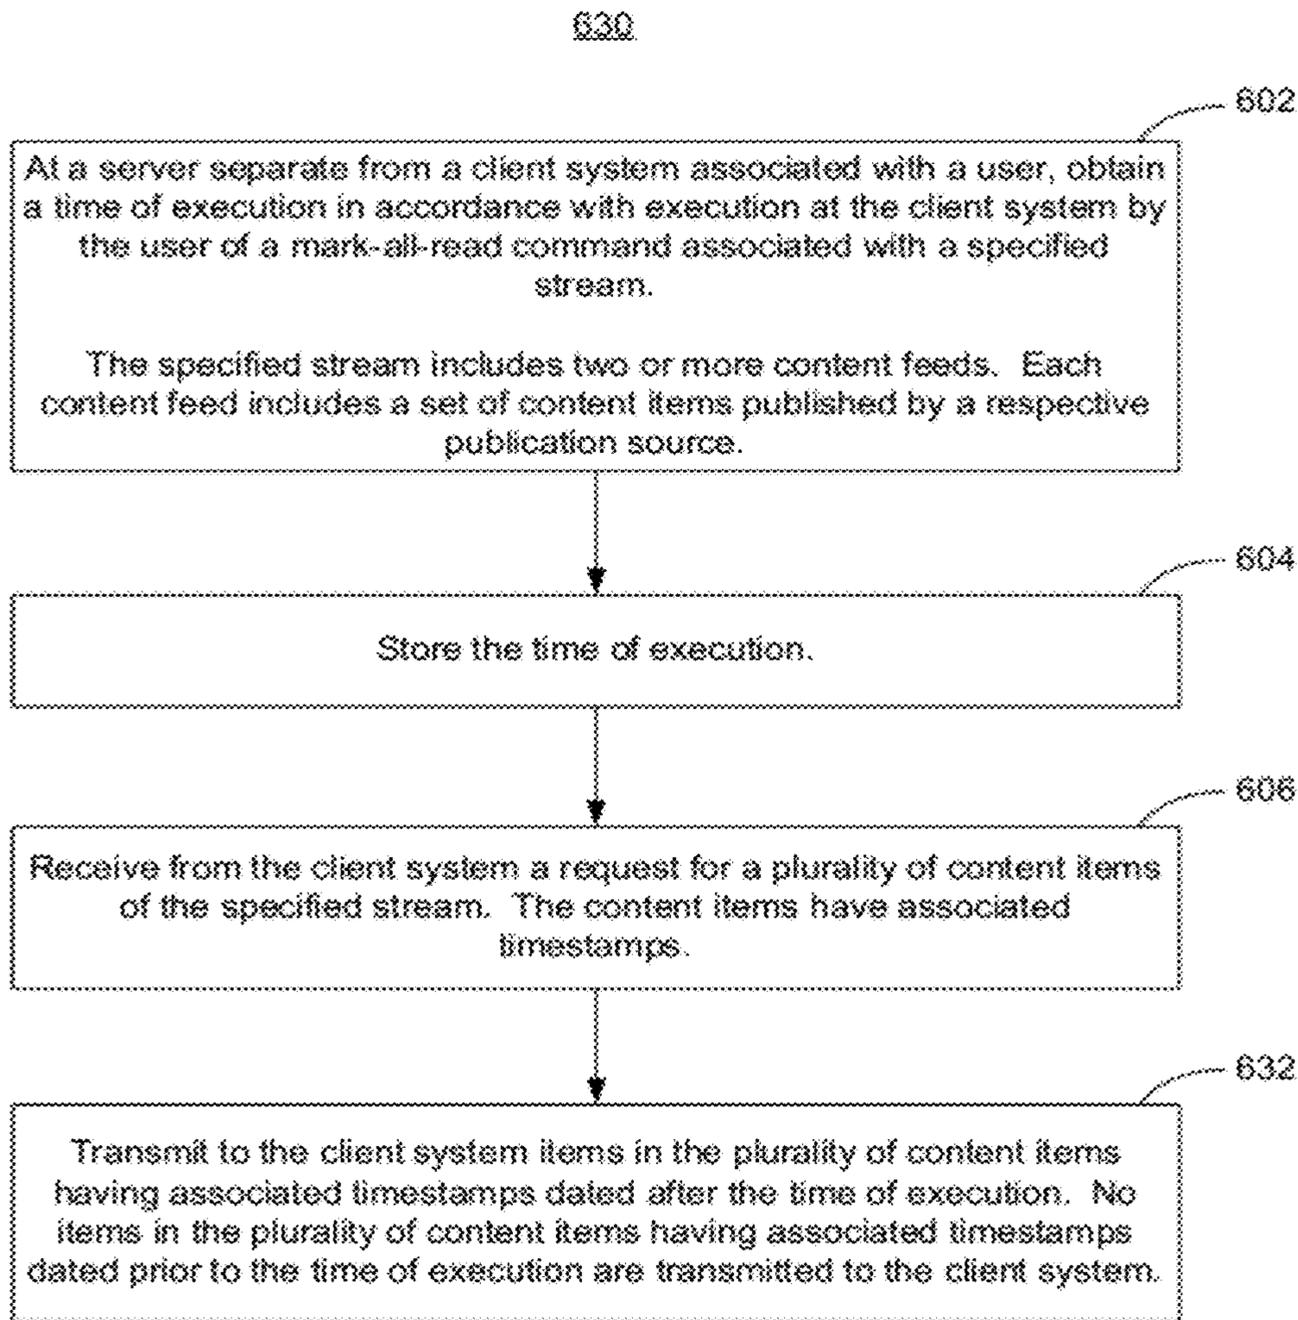 630
602
At a server separate from a client system associated with a user, obtain
a time of execution in accordance with execution at the client system by
the user of a mark-all-read command associated with a specified
stream.
The specified stream includes two or more content feeds. Each
content feed includes a set of content items published by a respective
publication source.
604
Store the time of execution.
606
Receive from the client system a request for a plurality of content items
of the specified stream. The content items have associated
timestamps.
632
Transmit to the client system items in the plurality of content items
having associated timestamps dated after the time of execution. No
items in the plurality of content items having associated timestamps
dated prior to the time of execution are transmitted to the client system.